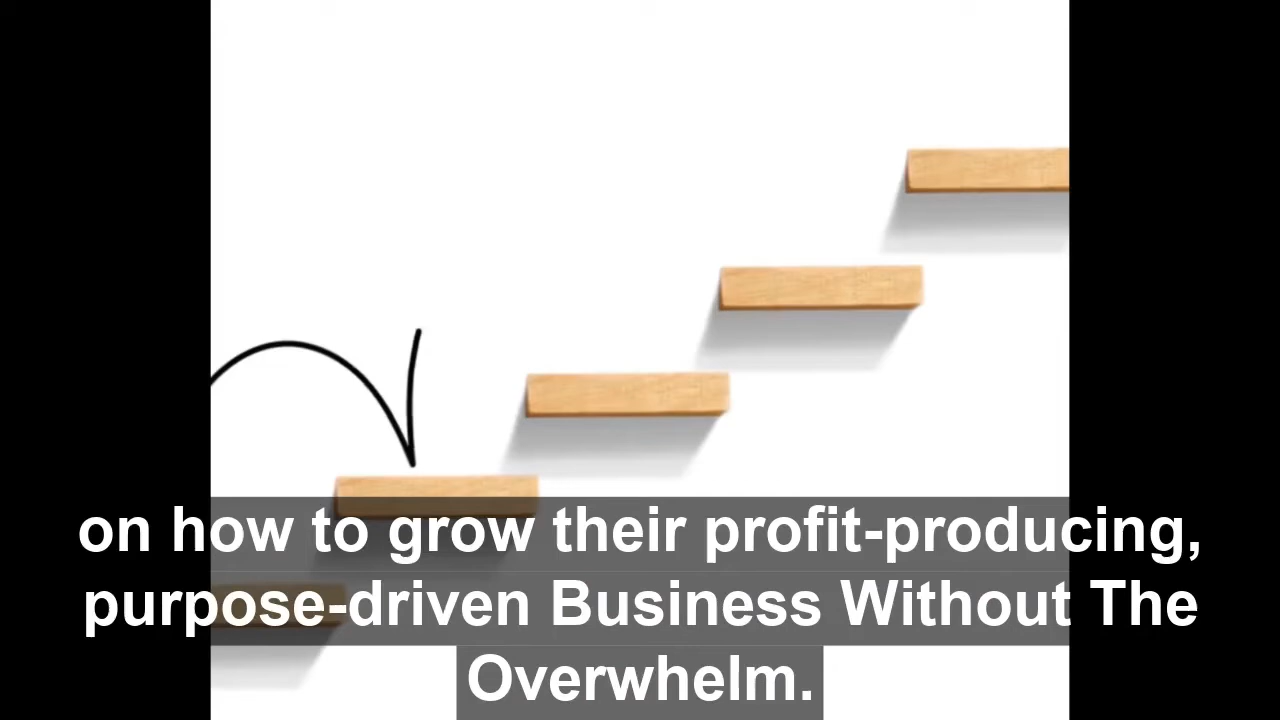 on how to grow their profit-producing,
purpose-driven Business Without The
Overwhelm.